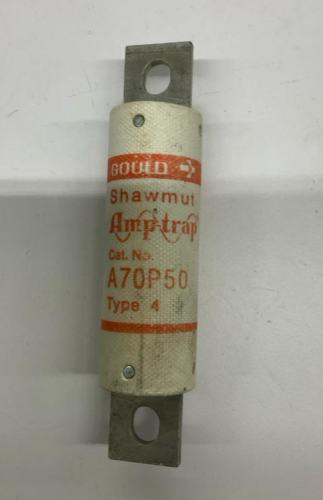 GOULD
Shawmut
Amp-trap
Cat. No.
A70P50
Type 4